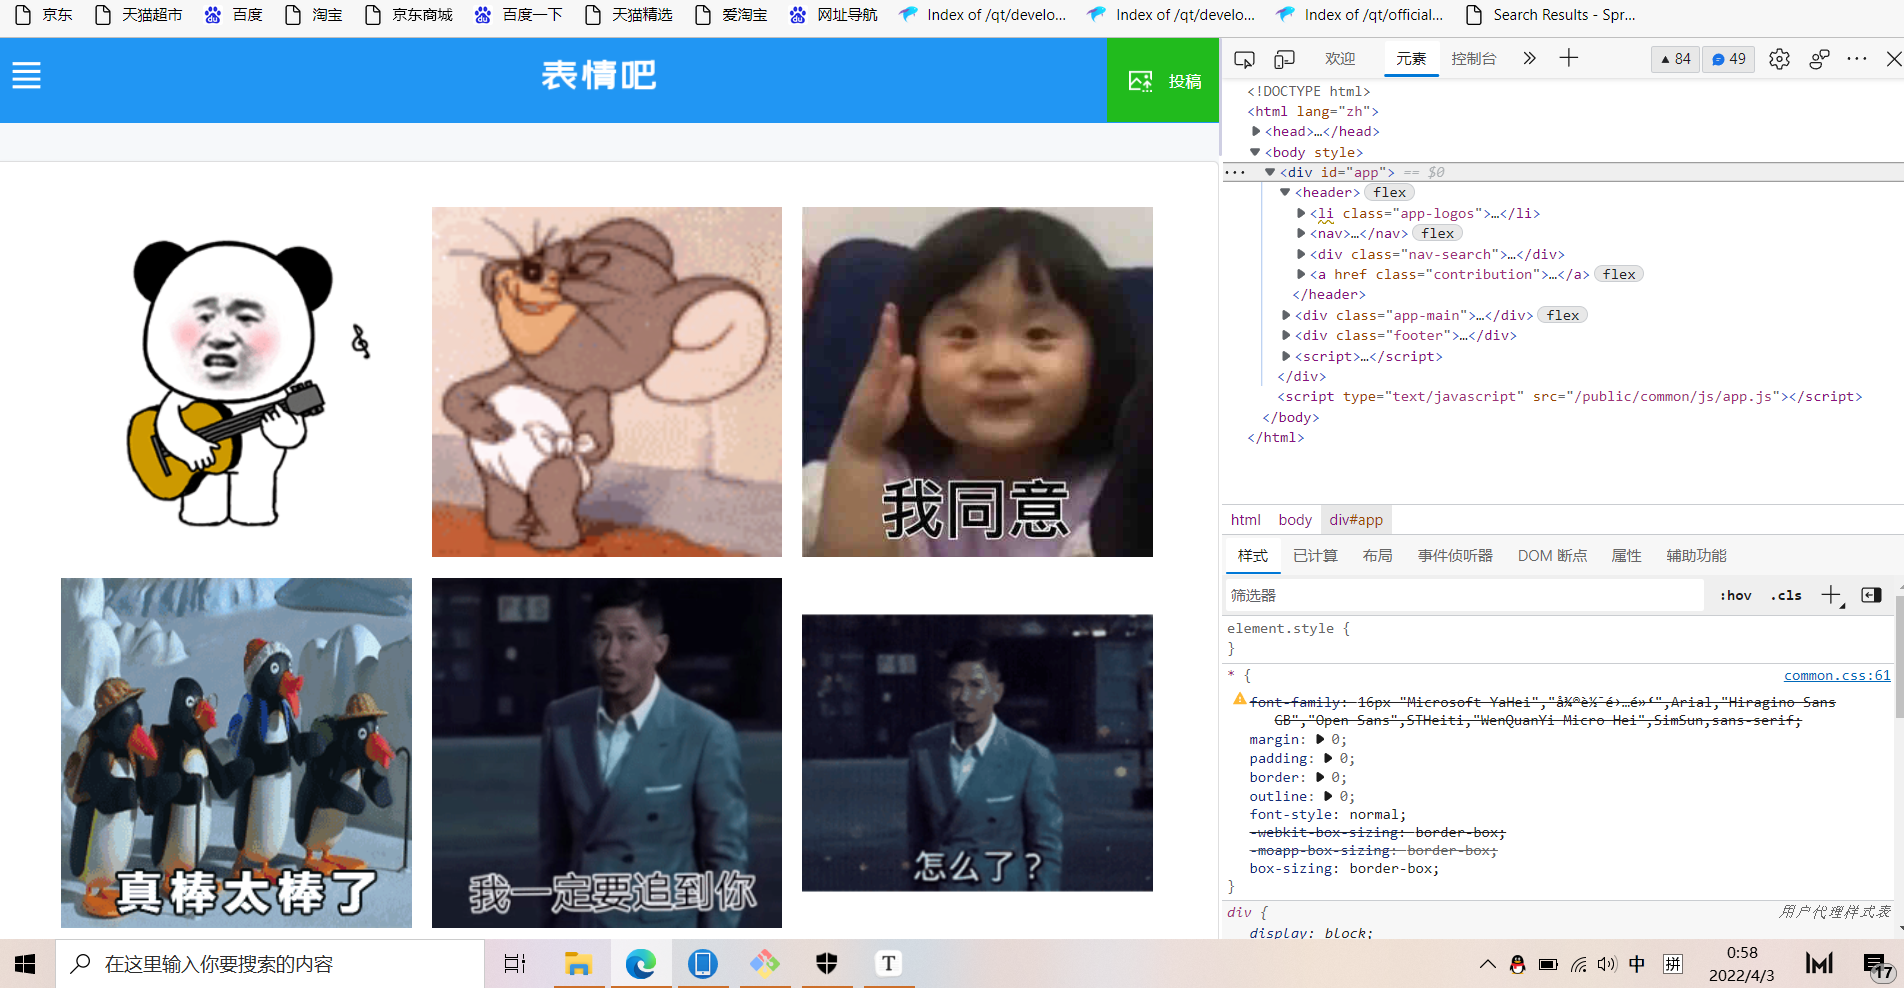 京东 天猫超市 百度 淘宝 京东商城 百度一下 天猫精选 爱淘宝 网址导航 Index of /qt/develo... Index of /qt/develo... Index of /qt/official... Search Results - Spr...
表情吧
投稿
我同意
真棒太棒了
我一定要追到你
怎么了？
欢迎 元素 控制台 84 49
<!DOCTYPE html>
<html lang="zh">
<head>…</head>
<body style>
<div id="app"> == $0
<header> flex
<li class="app-logos">…</li>
<nav>…</nav> flex
<div class="nav-search">…</div>
<a href class="contribution">…</a> flex
</header>
<div class="app-main">…</div> flex
<div class="footer">…</div>
<script>…</script>
</div>
<script type="text/javascript" src="/public/common/js/app.js"></script>
</body>
</html>
html body div#app
样式 已计算 布局 事件侦听器 DOM 断点 属性 辅助功能
筛选器 :hov .cls
element.style {
}
* { common.css:61
font-family: 16px "Microsoft YaHei", Arial,"Hiragino Sans
GB","Open Sans",STHeiti,"WenQuanYi Micro Hei",SimSun,sans-serif;
margin: 0;
padding: 0;
border: 0;
outline: 0;
font-style: normal;
-webkit-box-sizing: border-box;
-moapp-box-sizing: border-box;
box-sizing: border-box;
}
div { 用户代理样式表
display: block;
在这里输入你要搜索的内容
T
中 拼
0:58
2022/4/3
17